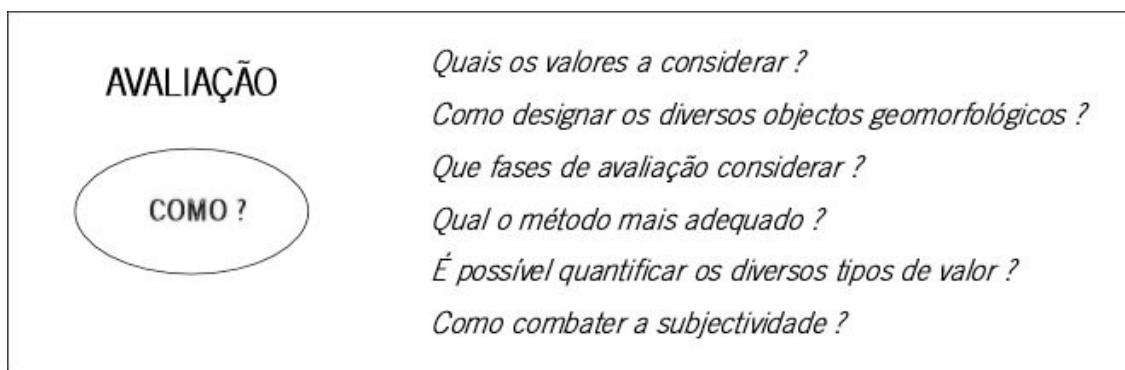 AVALIAÇÃO
COMO ?
Quais os valores a considerar ?
Como designar os diversos objectos geomorfológicos ?
Que fases de avaliação considerar ?
Qual o método mais adequado ?
É possível quantificar os diversos tipos de valor ?
Como combater a subjectividade ?